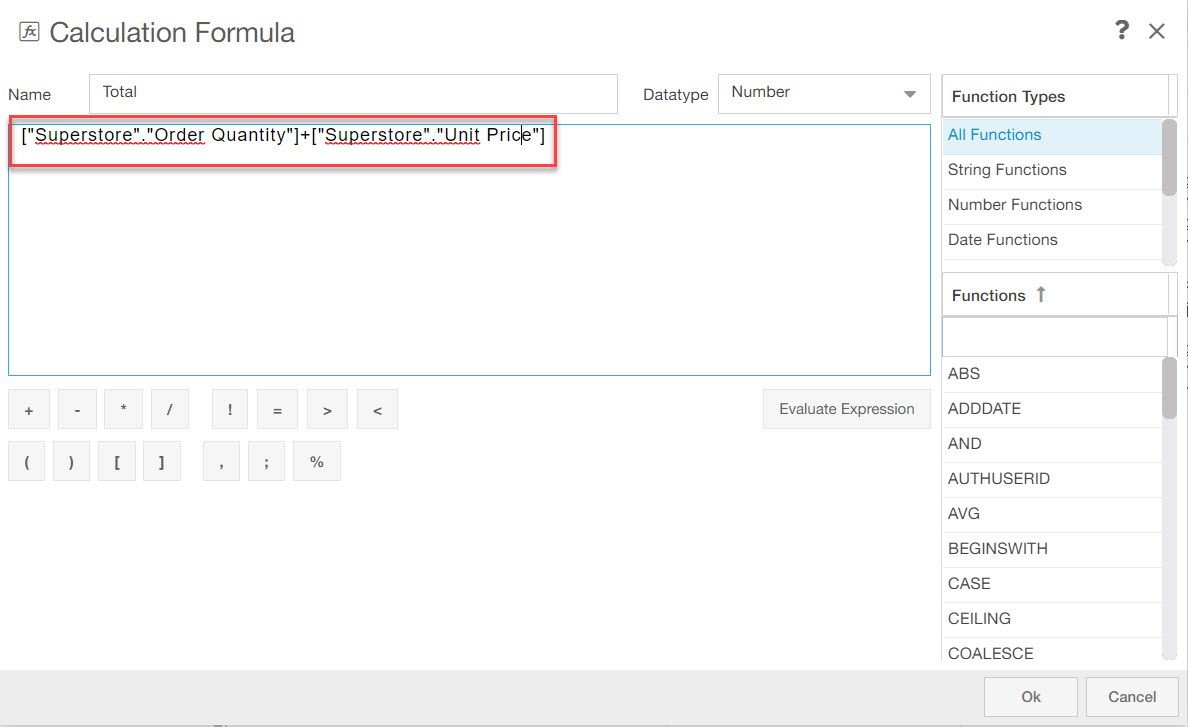 Calculation Formula
?
Name
Total
Datatype
Number
["Superstore"."Order Quantity"]+["Superstore"."Unit Price"]
+ - * / ! = > <
Evaluate Expression
( ) [ ] , ; %
Function Types
All Functions
String Functions
Number Functions
Date Functions
Functions ↑
ABS
ADDDATE
AND
AUTHUSERID
AVG
BEGINSWITH
CASE
CEILING
COALESCE
Ok
Cancel